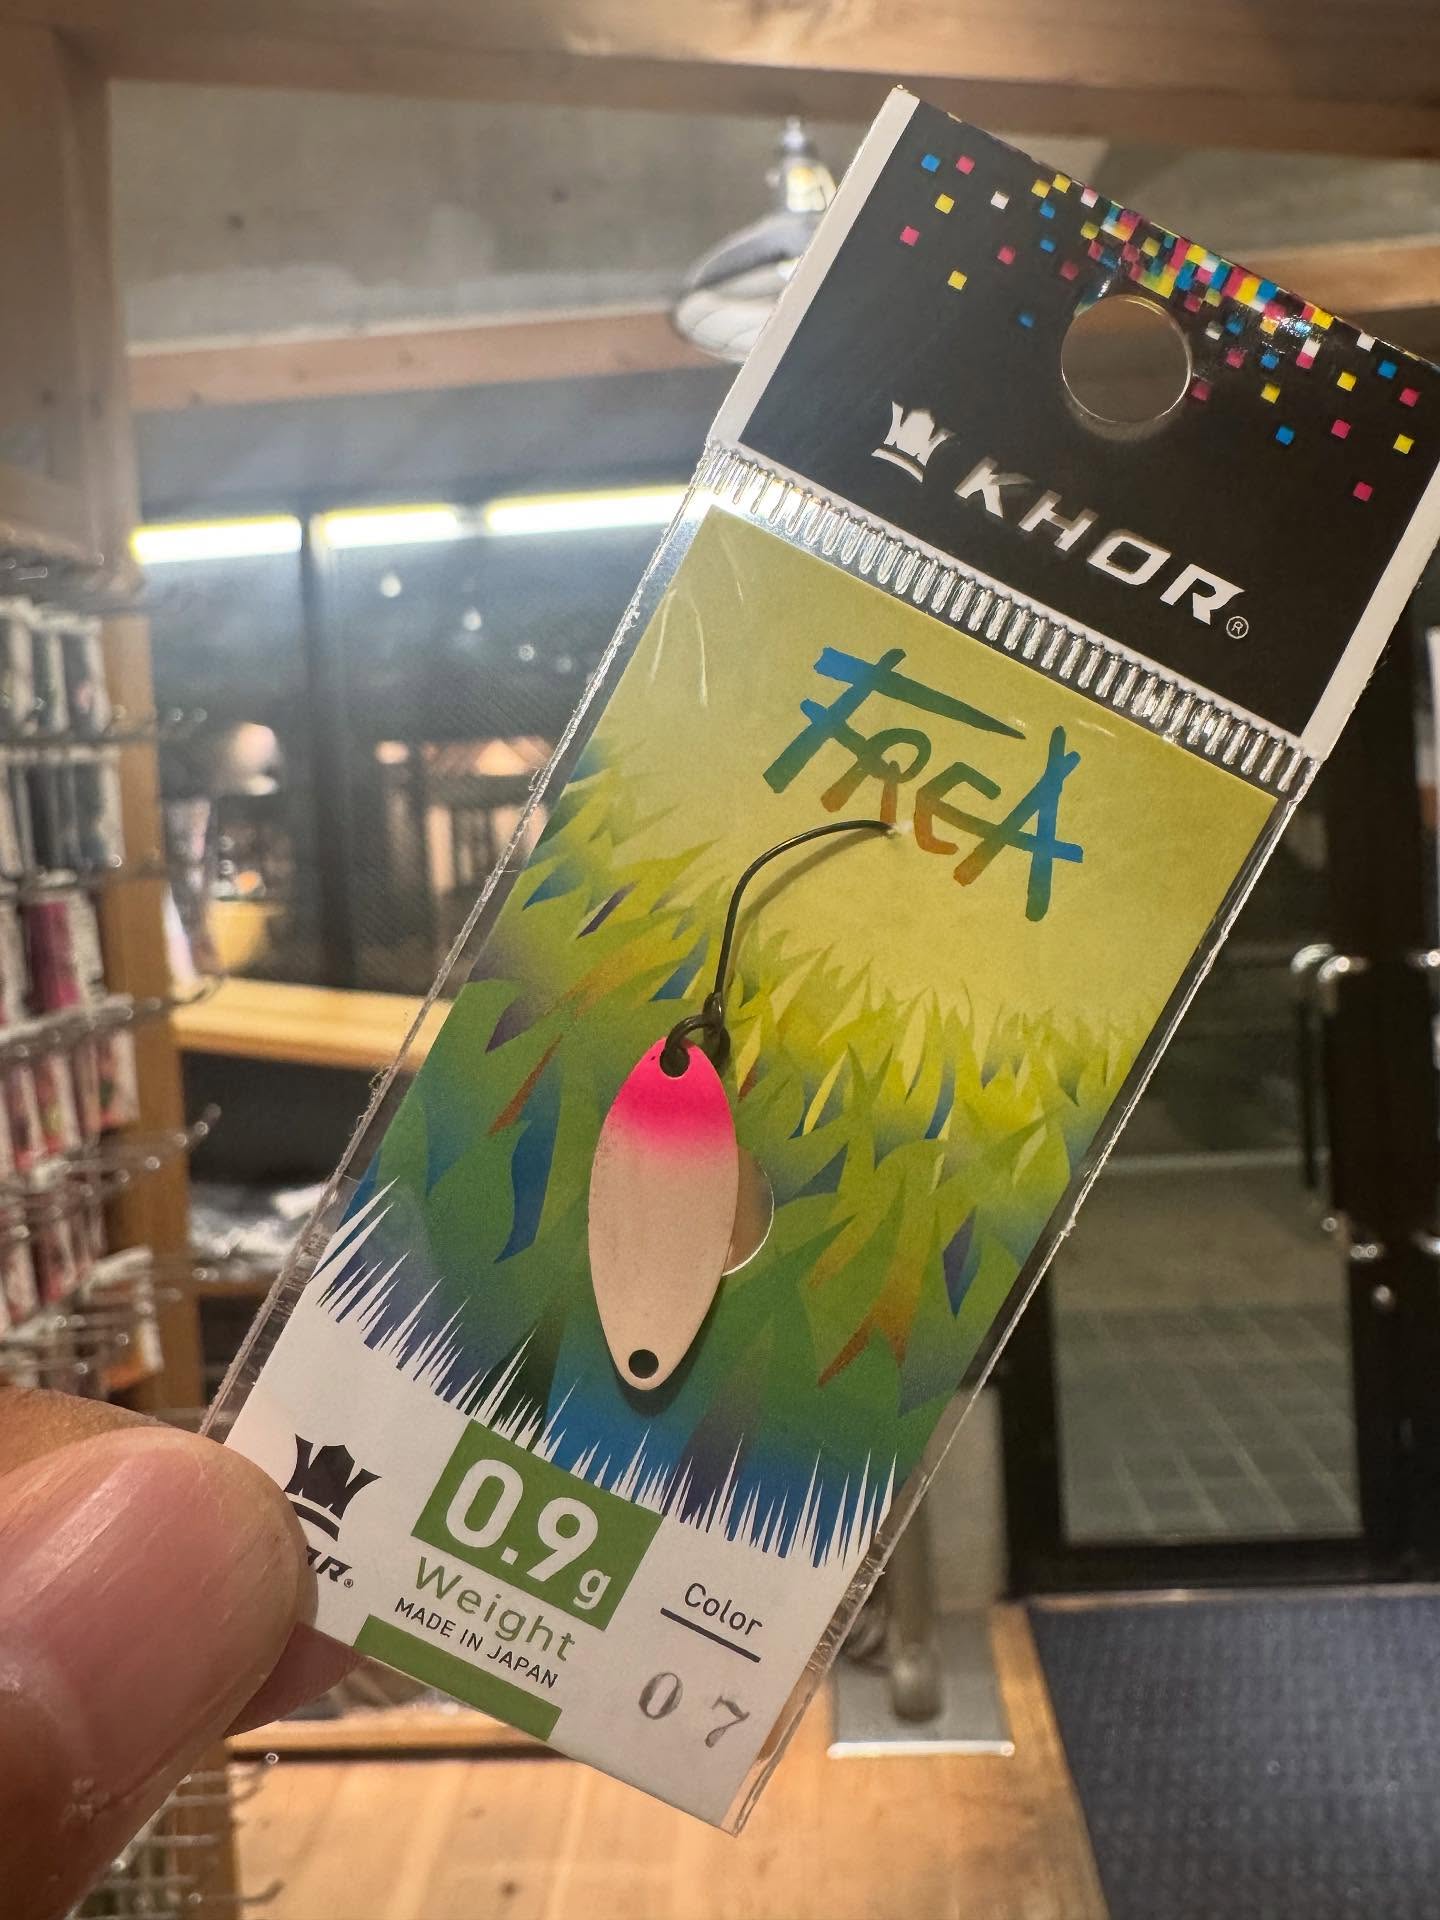 KHOR®
FREA
0.9g
Weight
MADE IN JAPAN
Color
07